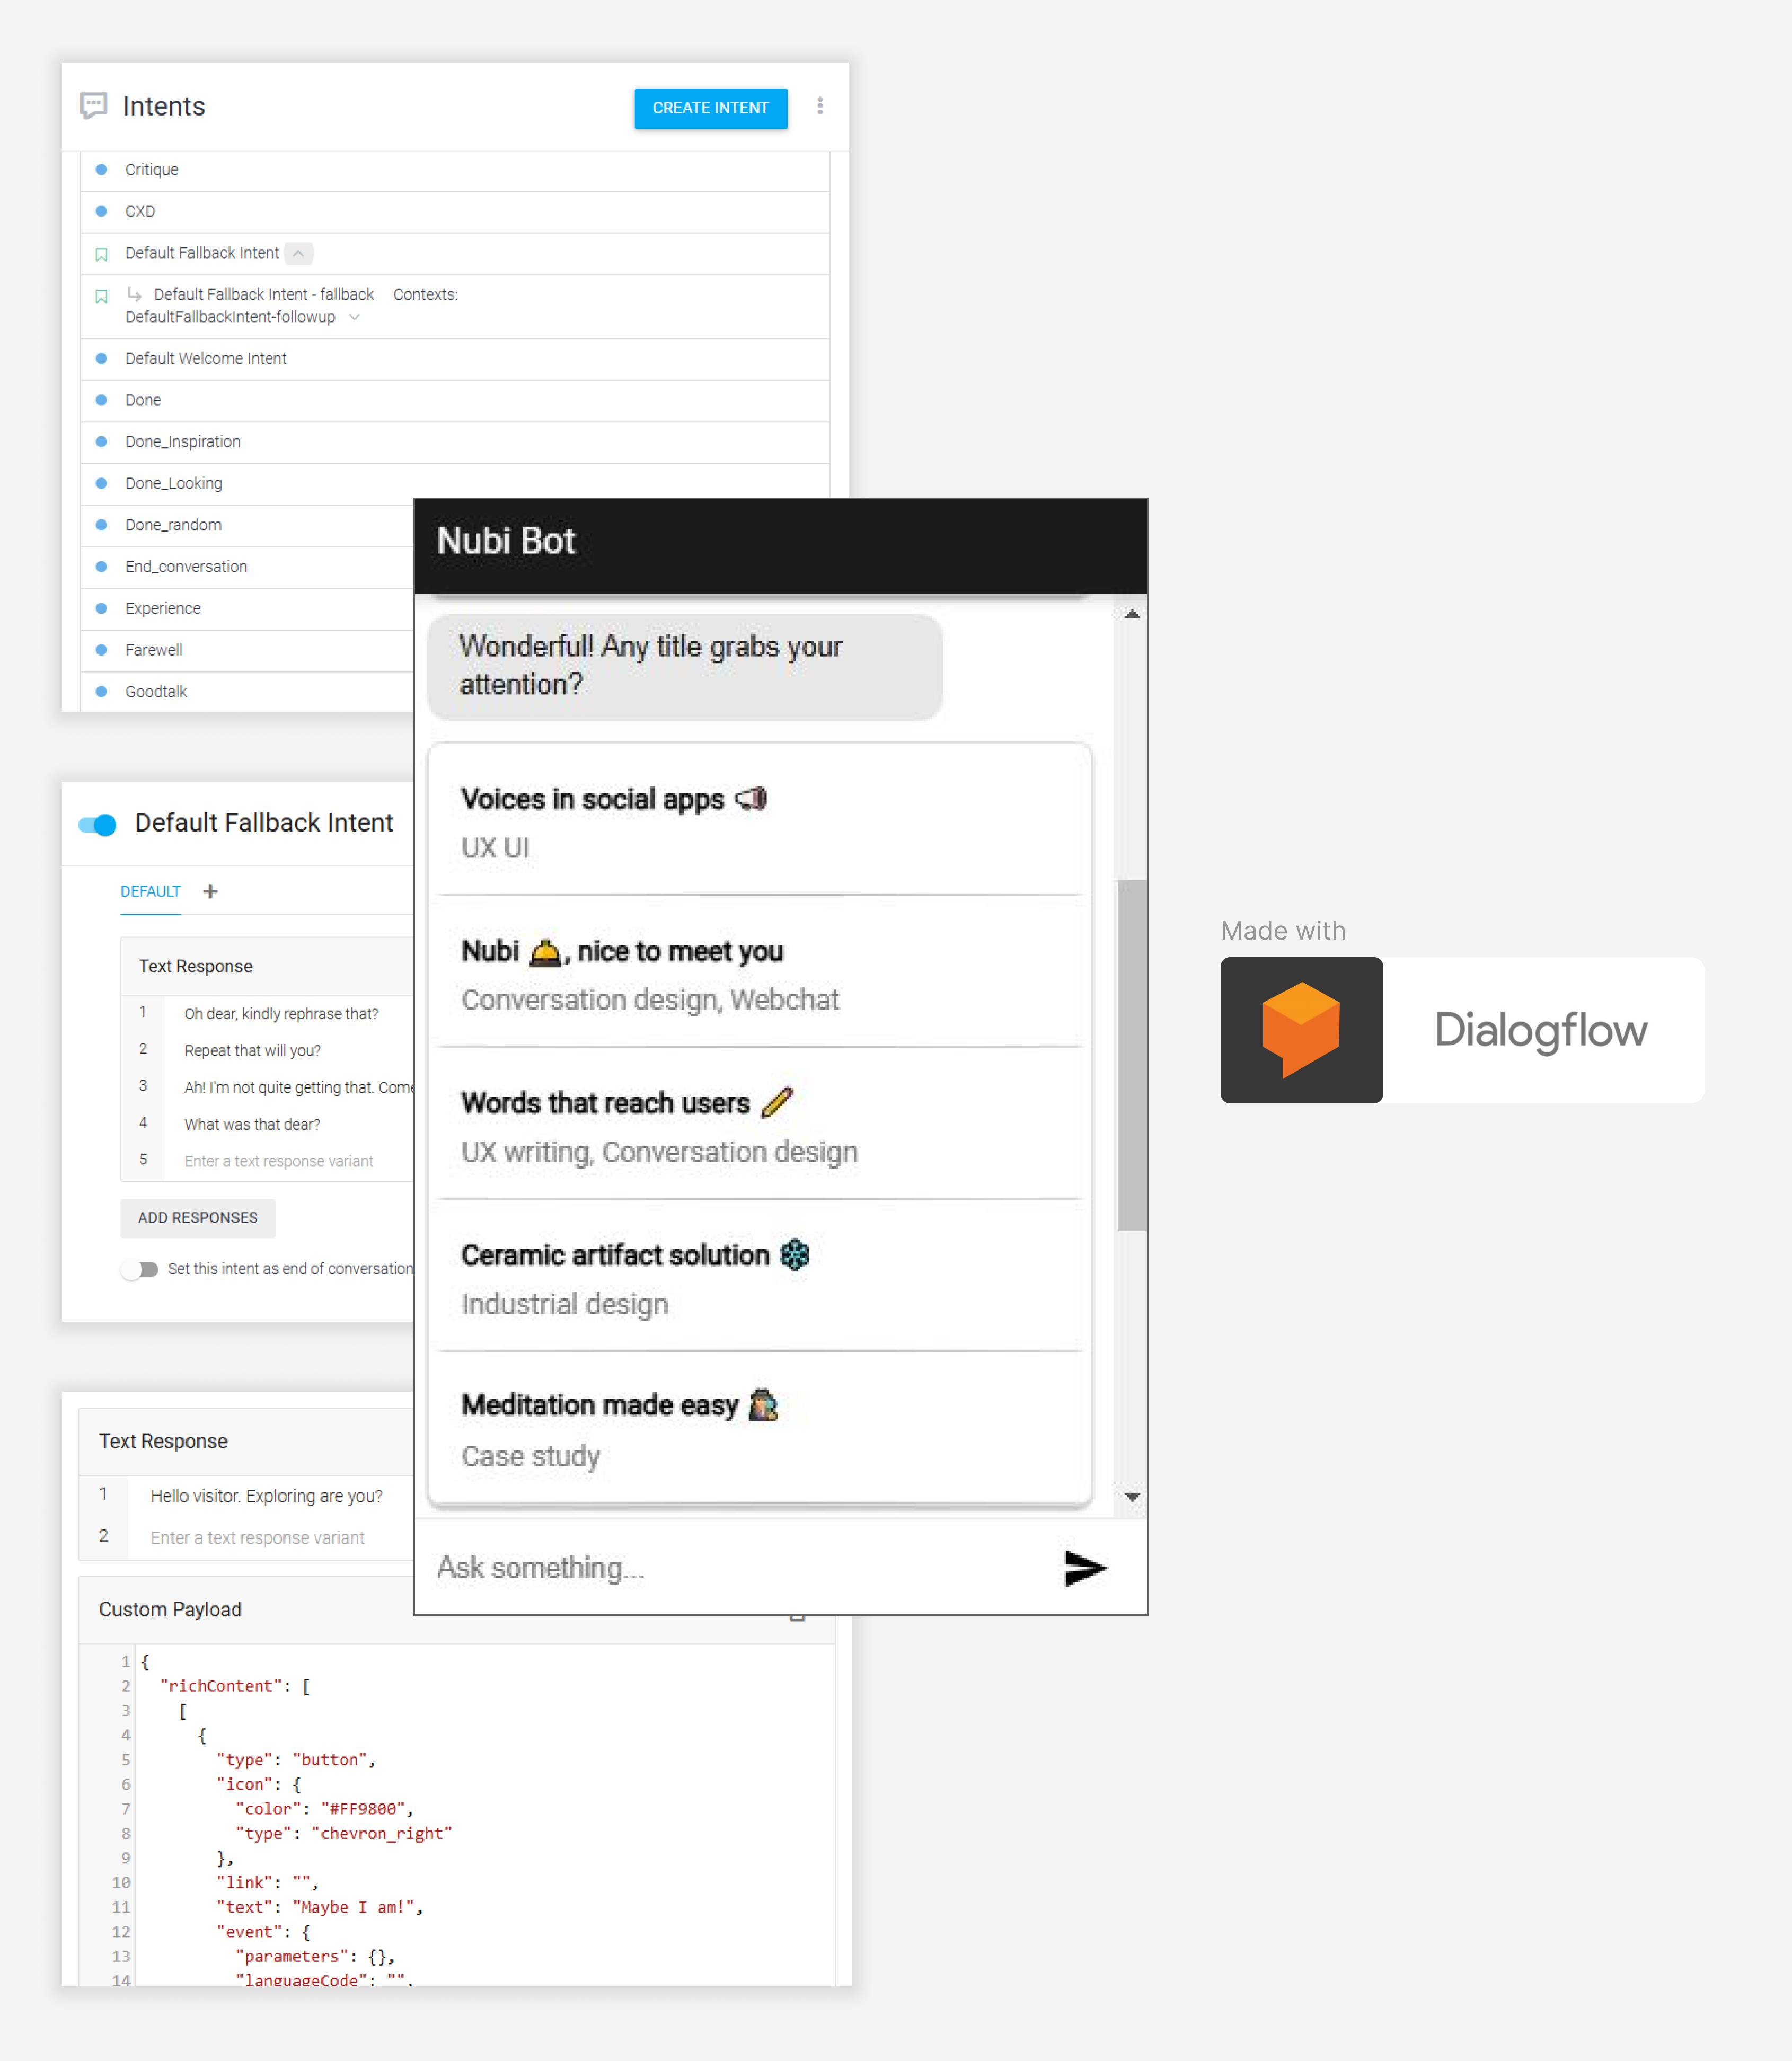 Intents
CREATE INTENT
Critique
CXD
Default Fallback Intent
Default Fallback Intent - fallback Contexts:
DefaultFallbackIntent-followup
Default Welcome Intent
Done
Done_Inspiration
Done_Looking
Done_random
End_conversation
Experience
Farewell
Goodtalk
Default Fallback Intent
DEFAULT +
Text Response
1 Oh dear, kindly rephrase that?
2 Repeat that will you?
3 Ah! I'm not quite getting that. Come
4 What was that dear?
5 Enter a text response variant
ADD RESPONSES
Set this intent as end of conversation
Text Response
1 Hello visitor. Exploring are you?
2 Enter a text response variant
Custom Payload
1 {
2 "richContent": [
3 [
4 {
5 "type": "button",
6 "icon": {
7 "color": "#FF9800",
8 "type": "chevron_right"
9 },
10 "link": "",
11 "text": "Maybe I am!",
12 "event": {
13 "parameters": {},
14 "languageCode": "",
Nubi Bot
Wonderful! Any title grabs your
attention?
Voices in social apps
UX UI
Nubi 🛎, nice to meet you
Conversation design, Webchat
Words that reach users
UX writing, Conversation design
Ceramic artifact solution
Industrial design
Meditation made easy
Case study
Ask something...
Made with
Dialogflow